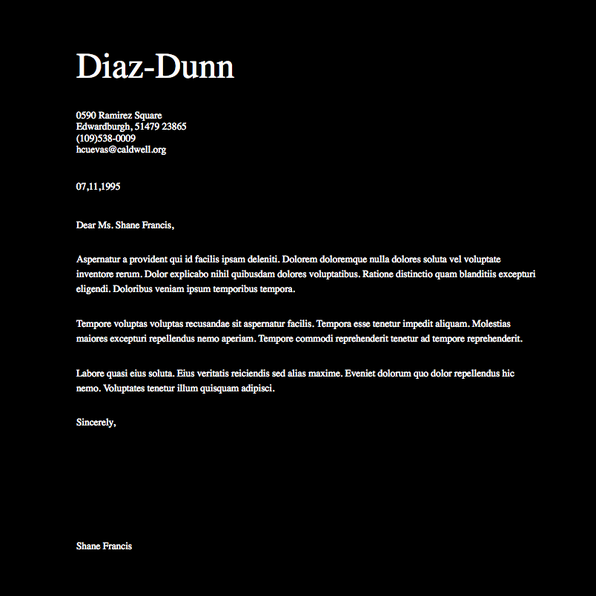 Diaz-Dunn
0590 Ramirez Square
Edwardburgh, 51479 23865
(109)538-0009
hcuevas@caldwell.org
07,11,1995
Dear Ms. Shane Francis,
Aspernatur a provident qui id facilis ipsam deleniti. Dolorem doloremque nulla dolores soluta vel voluptate
inventore rerum. Dolor explicabo nihil quibusdam dolores voluptatibus. Ratione distinctio quam blanditiis excepturi
eligendi. Doloribus veniam ipsum temporibus tempora.
Tempore voluptas voluptas recusandae sit aspernatur facilis. Tempora esse tenetur impedit aliquam. Molestias
maiores excepturi repellendus nemo aperiam. Tempore commodi reprehenderit tenetur ad tempore reprehenderit.
Labore quasi eius soluta. Eius veritatis reiciendis sed alias maxime. Eveniet dolorum quo dolor repellendus hic
nemo. Voluptates tenetur illum quisquam adipisci.
Sincerely,
Shane Francis